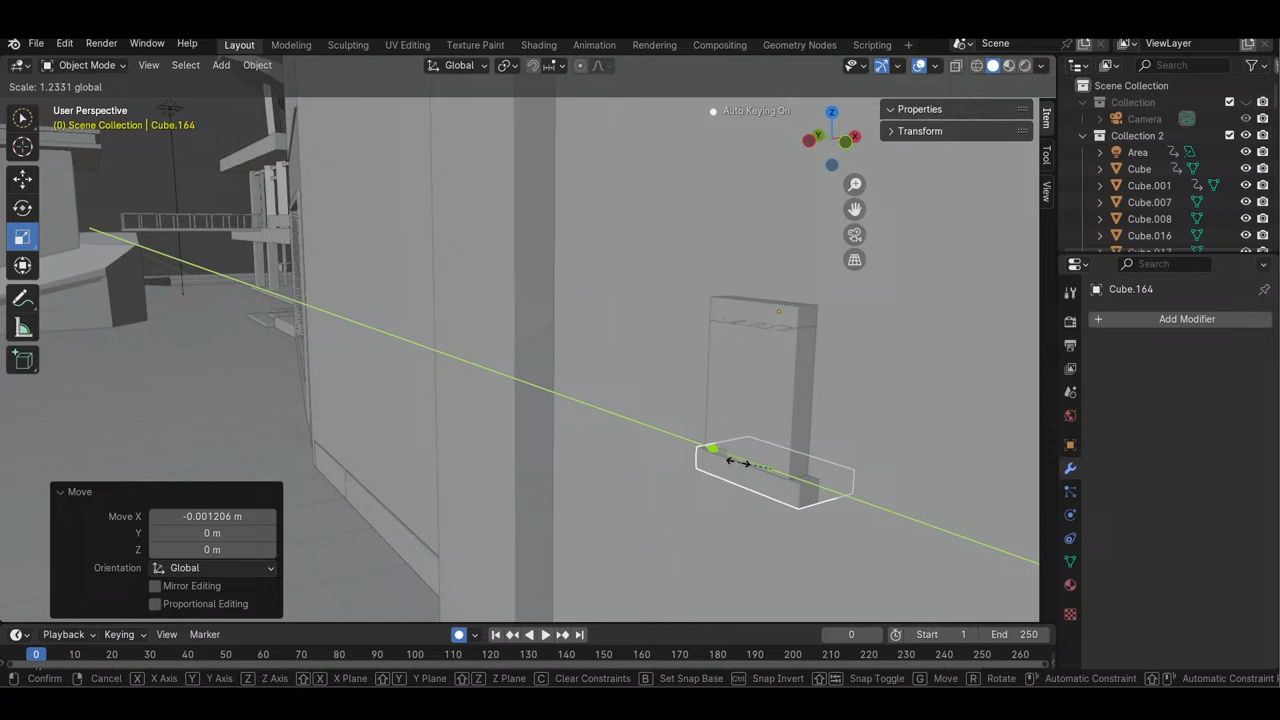 File Edit Render Window Help Layout Modeling Sculpting UV Editing Texture Paint Shading Animation Rendering Compositing Geometry Nodes Scripting + Scene ViewLayer
Object Mode View Select Add Object Global Search
Scale: 1.2331 global
User Perspective
(0) Scene Collection | Cube.164
Auto Keying On
Z
Y
X
Properties
Transform
Item
Tool
View
Scene Collection
Collection
Camera
Collection 2
Area
Cube
Cube.001
Cube.007
Cube.008
Cube.016
Search
Cube.164
+ Add Modifier
Move
Move X -0.001206 m
Y 0 m
Z 0 m
Orientation Global
Mirror Editing
Proportional Editing
Playback Keying View Marker 0 Start 1 End 250
0 10 20 30 40 50 60 70 80 90 100 110 120 130 140 150 160 170 180 190 200 210 220 230 240 250 260
Confirm Cancel X X Axis Y Y Axis Z Z Axis X X Plane Y Y Plane Z Z Plane C Clear Constraints B Set Snap Base Ctrl Snap Invert Snap Toggle G Move R Rotate Automatic Constraint Automatic Constraint